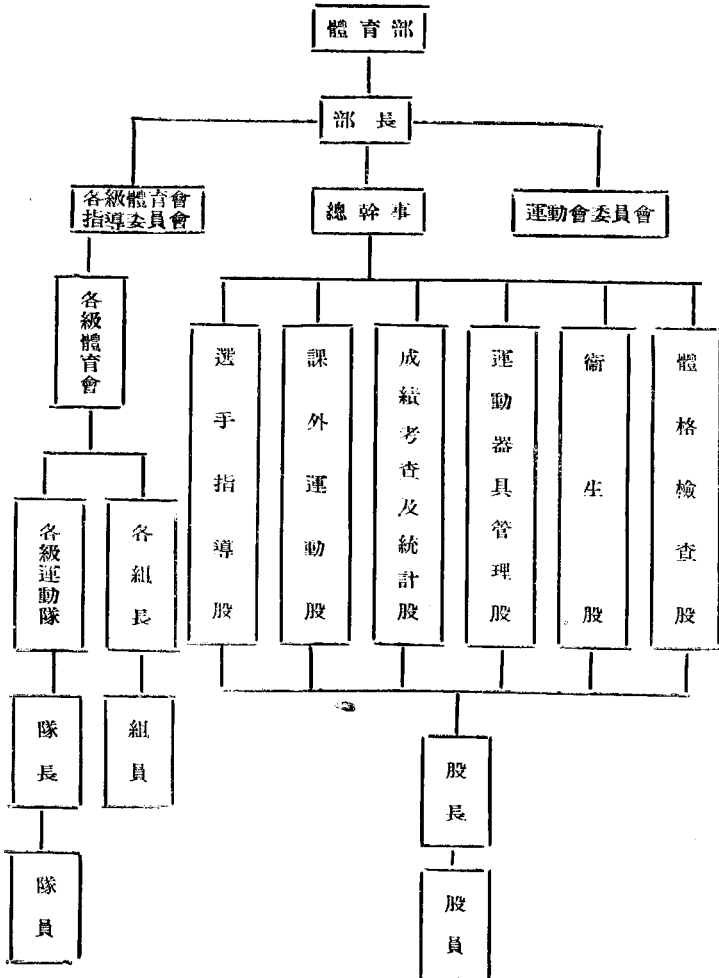 體育部
部長
各級體育會
指導委員會
總幹事
運動會委員會
各級體育會
選手指導股
課外運動股
成績考查及統計股
運動器具管理股
衞生股
體格檢查股
各級運動隊
各組長
隊長
組員
股長
隊員
股員